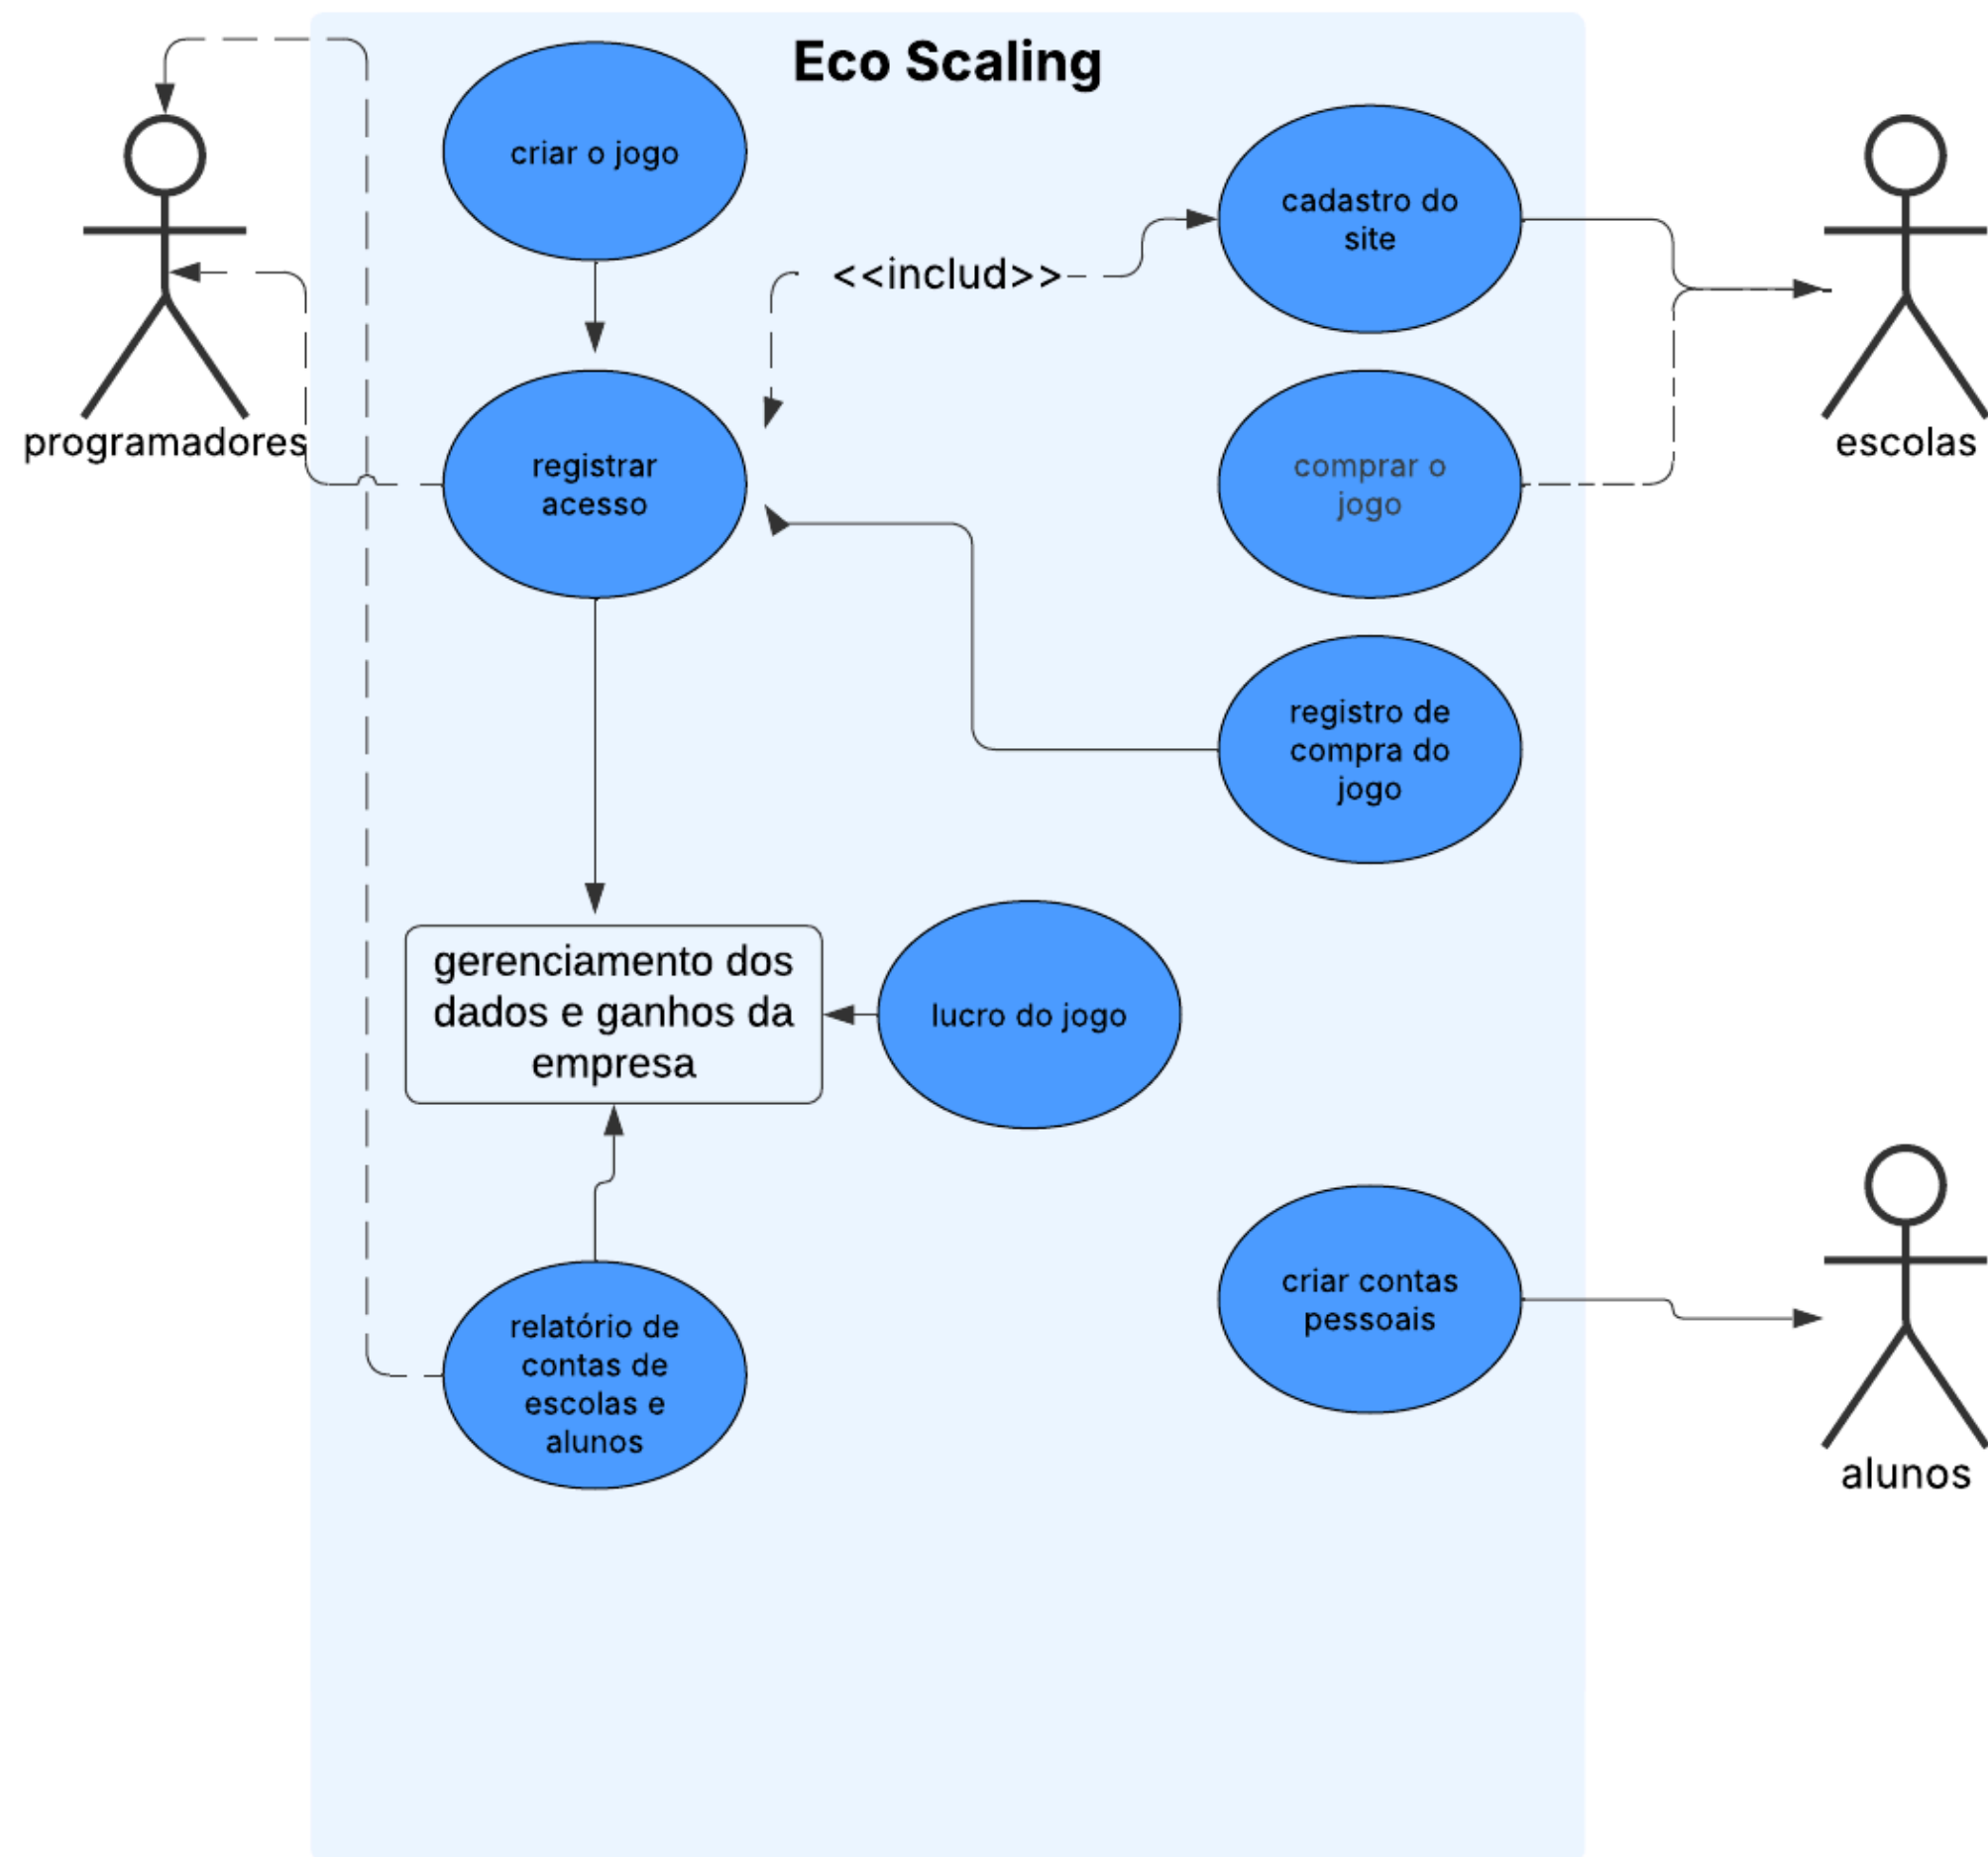 Eco Scaling
criar o jogo
cadastro do
site
<<includ>>
programadores
escolas
registrar
acesso
comprar o
jogo
registro de
compra do
jogo
gerenciamento dos
dados e ganhos da
empresa
lucro do jogo
criar contas
pessoais
relatório de
contas de
escolas e
alunos
alunos